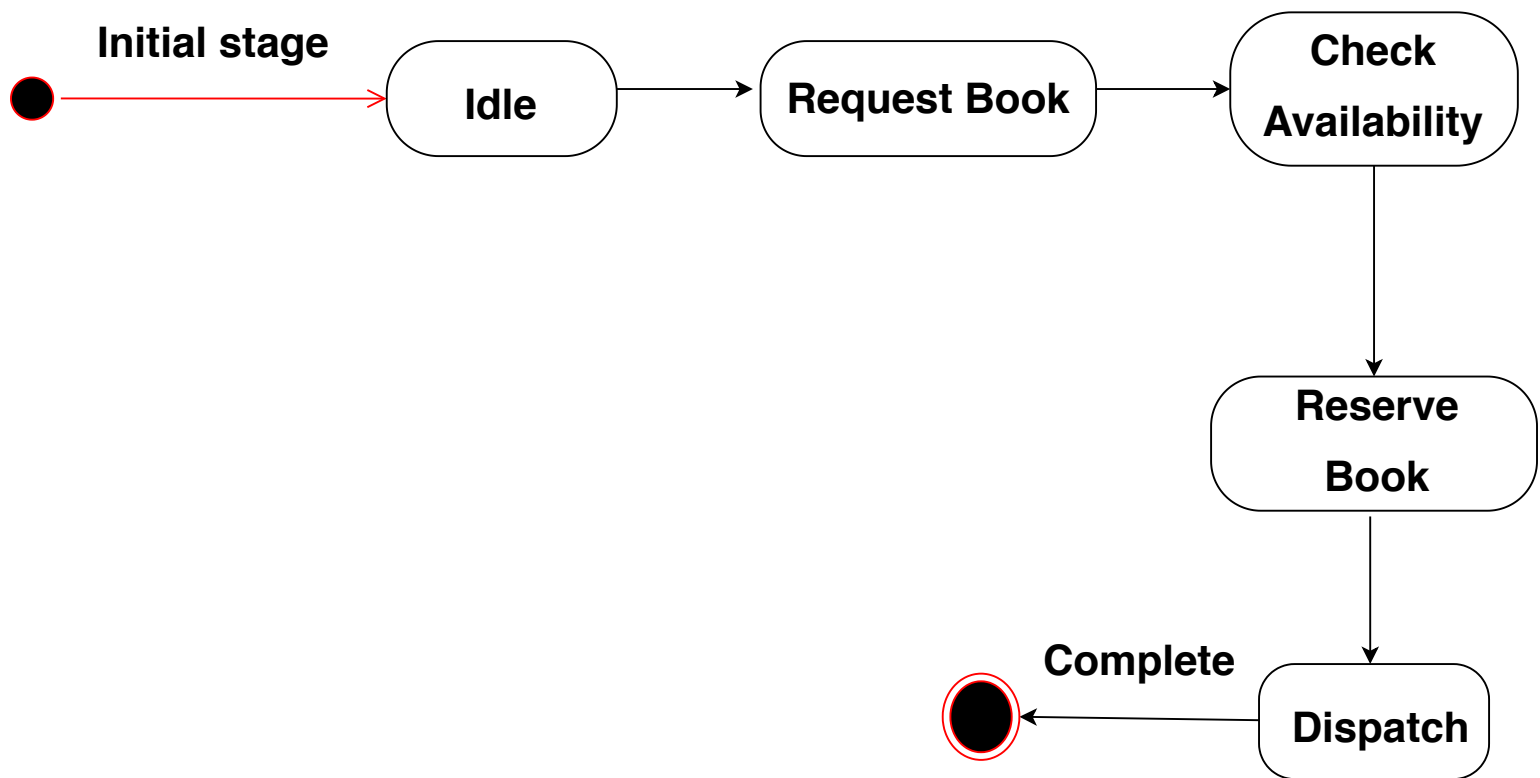 Initial stage
Idle
Request Book
Check
Availability
Reserve
Book
Complete
Dispatch